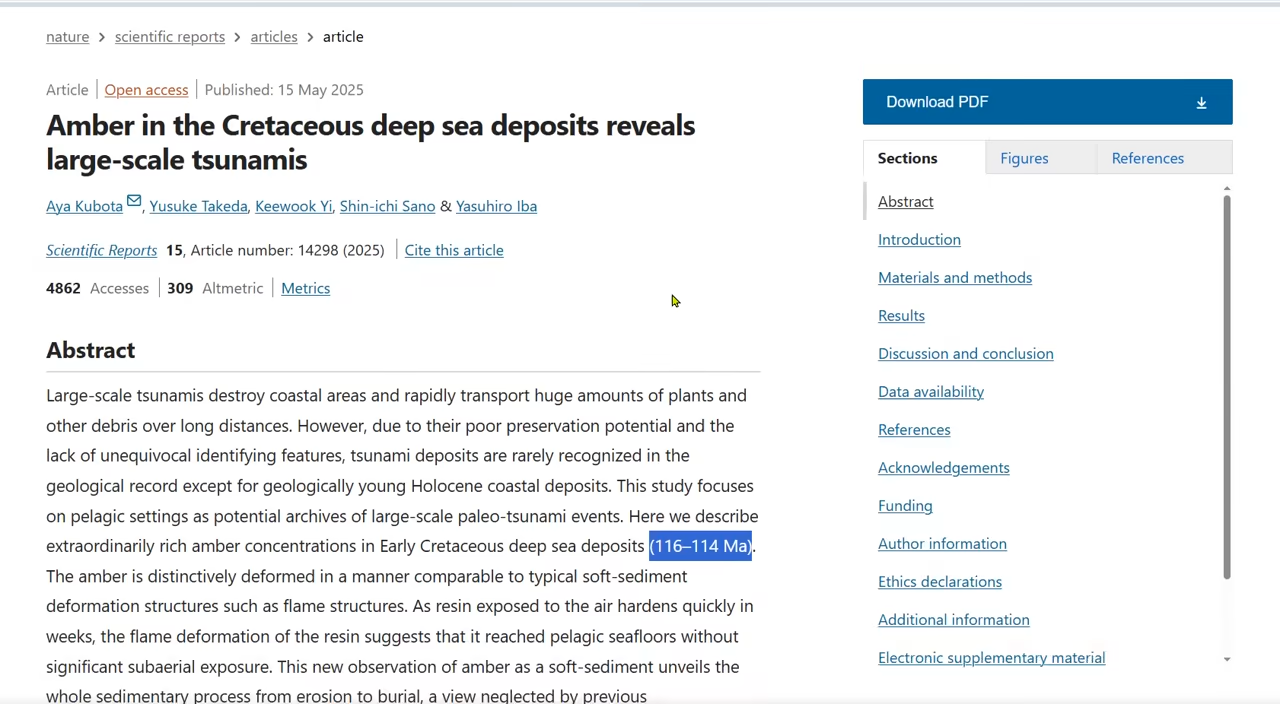 nature > scientific reports > articles > article
Article | Open access | Published: 15 May 2025
Amber in the Cretaceous deep sea deposits reveals
large-scale tsunamis
Aya Kubota, Yusuke Takeda, Keewook Yi, Shin-ichi Sano & Yasuhiro Iba
Scientific Reports 15, Article number: 14298 (2025) | Cite this article
4862 Accesses | 309 Altmetric | Metrics
Abstract
Large-scale tsunamis destroy coastal areas and rapidly transport huge amounts of plants and
other debris over long distances. However, due to their poor preservation potential and the
lack of unequivocal identifying features, tsunami deposits are rarely recognized in the
geological record except for geologically young Holocene coastal deposits. This study focuses
on pelagic settings as potential archives of large-scale paleo-tsunami events. Here we describe
extraordinarily rich amber concentrations in Early Cretaceous deep sea deposits (116–114 Ma).
The amber is distinctively deformed in a manner comparable to typical soft-sediment
deformation structures such as flame structures. As resin exposed to the air hardens quickly in
weeks, the flame deformation of the resin suggests that it reached pelagic seafloors without
significant subaerial exposure. This new observation of amber as a soft-sediment unveils the
whole sedimentary process from erosion to burial, a view neglected by previous
Download PDF
Sections
Figures
References
Abstract
Introduction
Materials and methods
Results
Discussion and conclusion
Data availability
References
Acknowledgements
Funding
Author information
Ethics declarations
Additional information
Electronic supplementary material